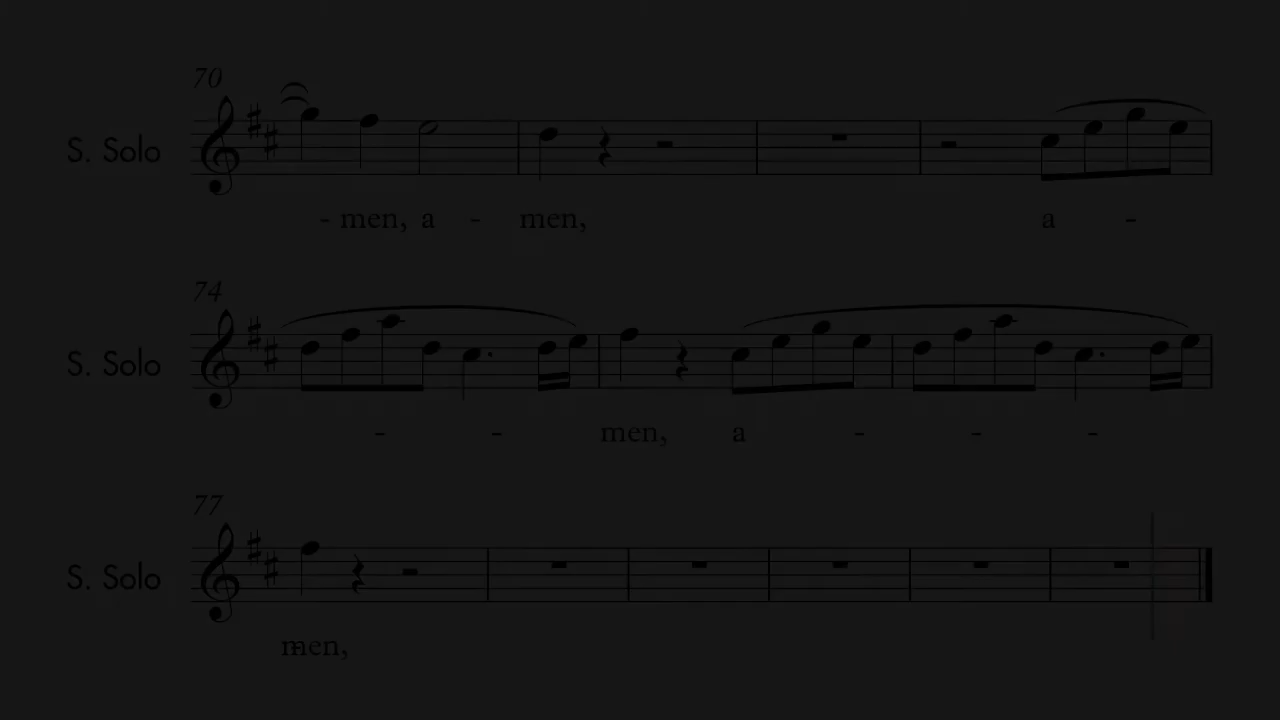 70
S. Solo
- men, a - men, a -
74
S. Solo
- - men, a - - -
77
S. Solo
men,